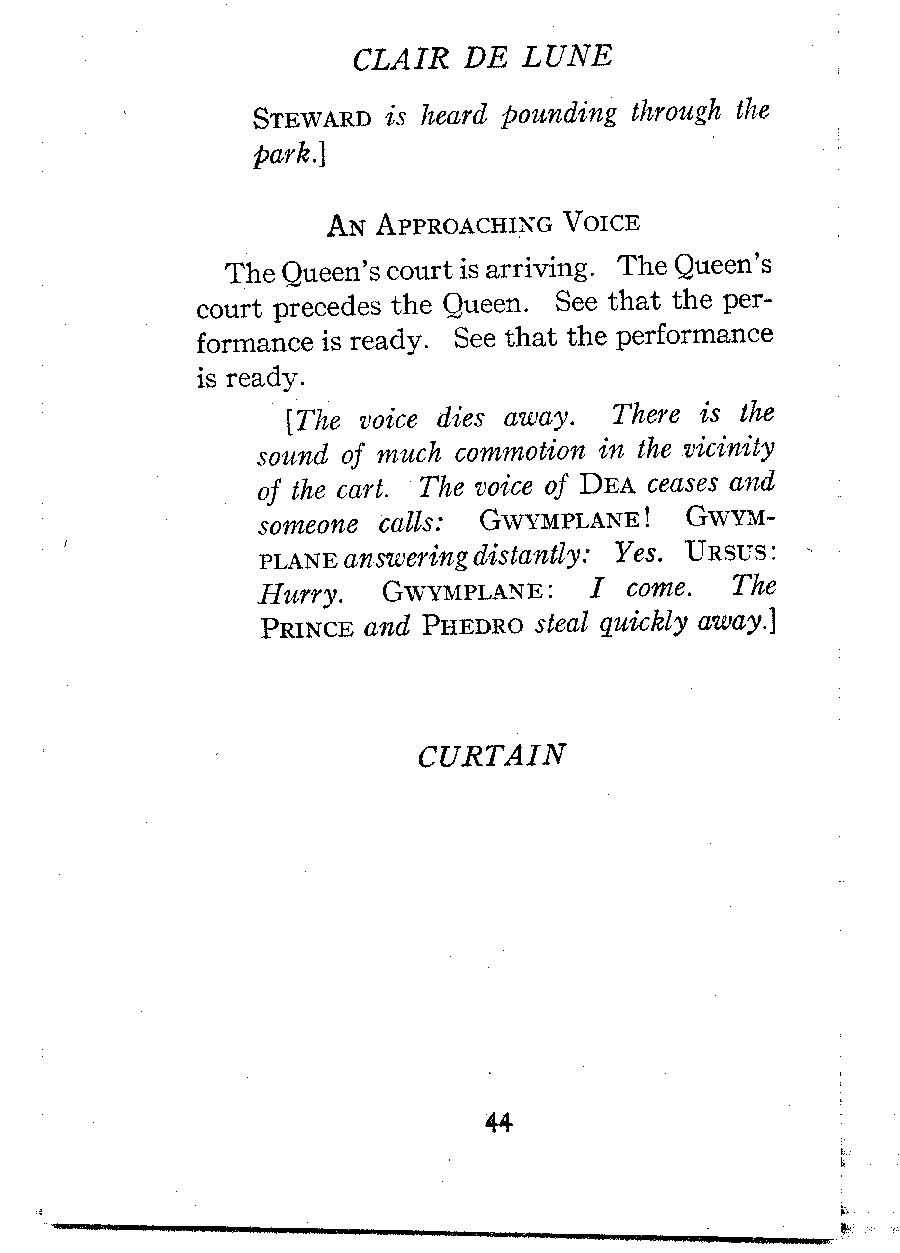 CLAIR DE LUNE
STEWARD is heard pounding through the
park.]
AN APPROACHING VOICE
The Queen's court is arriving. The Queen's
court precedes the Queen. See that the per-
formance is ready. See that the performance
is ready.
[The voice dies away. There is the
sound of much commotion in the vicinity
of the cart. The voice of DEA ceases and
someone calls: GWYMPLANE! GWYM-
PLANE answering distantly: Yes. URSUS:
Hurry. GWYMPLANE: I come. The
PRINCE and PHEDRO steal quickly away.]
CURTAIN
44